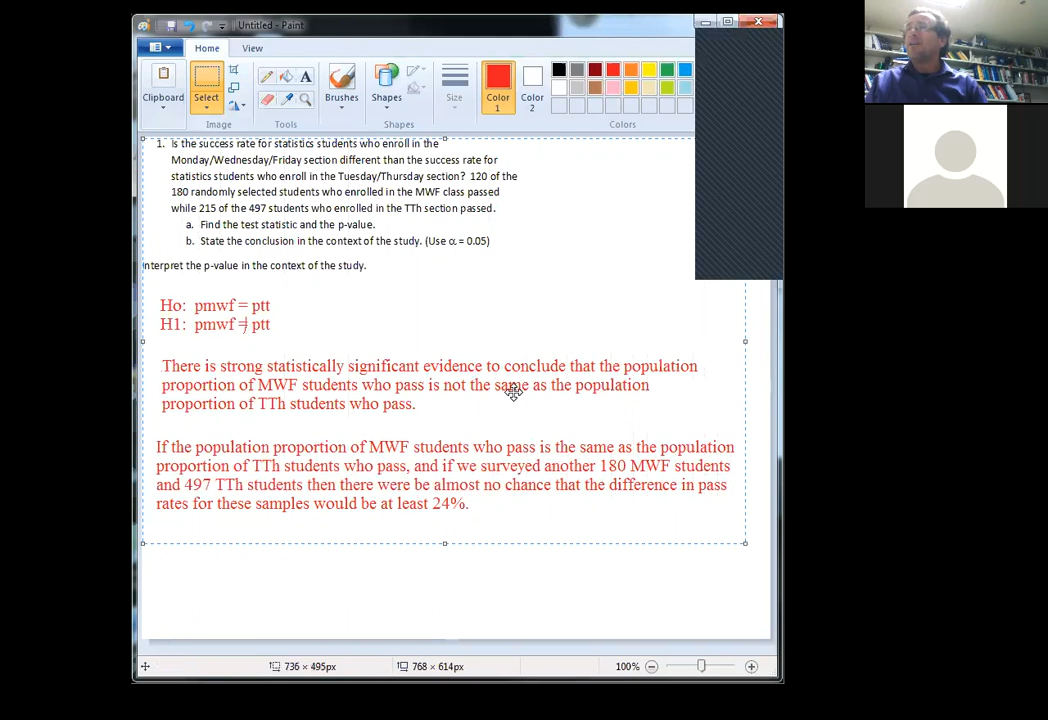 Untitled - Paint
Home View
Clipboard
Select
Image
A
Tools
Brushes
Shapes
Shapes
Size
Color
1
Color
2
Colors
1. Is the success rate for statistics students who enroll in the
Monday/Wednesday/Friday section different than the success rate for
statistics students who enroll in the Tuesday/Thursday section? 120 of the
180 randomly selected students who enrolled in the MWF class passed
while 215 of the 497 students who enrolled in the TTh section passed.
a. Find the test statistic and the p-value.
b. State the conclusion in the context of the study. (Use α = 0.05)
nterpret the p-value in the context of the study.
Ho: pmwf = ptt
H1: pmwf ≠ ptt
There is strong statistically significant evidence to conclude that the population
proportion of MWF students who pass is not the same as the population
proportion of TTh students who pass.
If the population proportion of MWF students who pass is the same as the population
proportion of TTh students who pass, and if we surveyed another 180 MWF students
and 497 TTh students then there were be almost no chance that the difference in pass
rates for these samples would be at least 24%.
736 × 495px 768 × 614px 100%